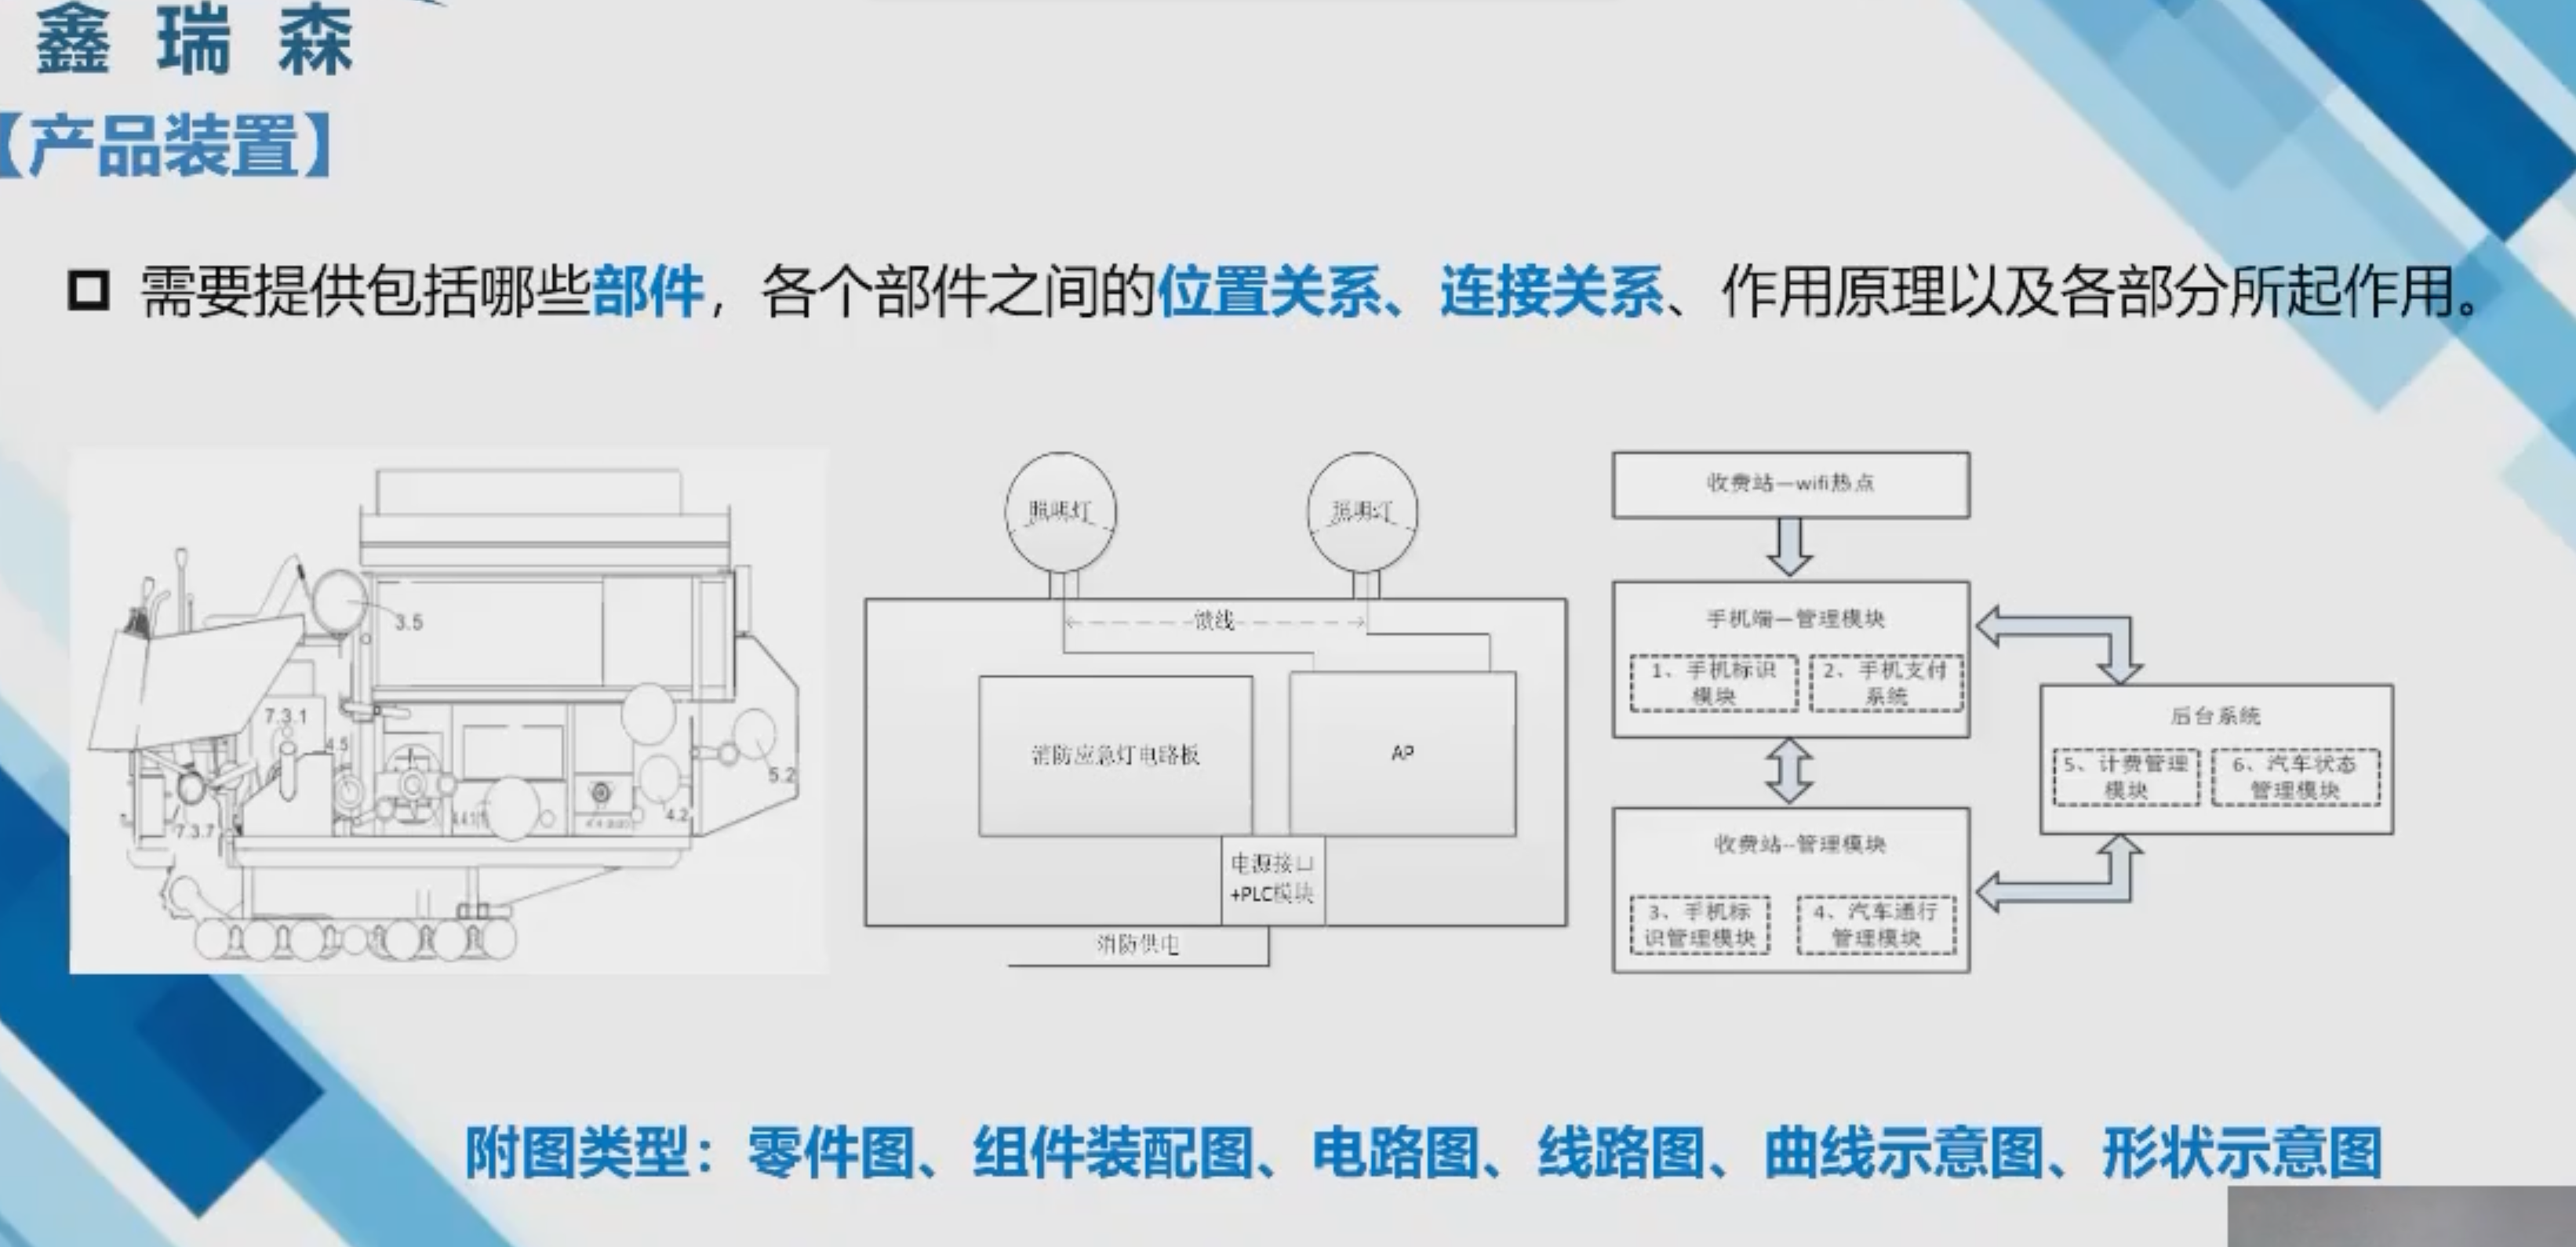 鑫瑞森
【产品装置】
需要提供包括哪些部件，各个部件之间的位置关系、连接关系、作用原理以及各部分所起作用。
3.5
7.3.1
4.5
5.2
4.2
7.3.7
照明灯
照明灯
馈线
消防应急灯电路板
AP
电源接口
+PLC模块
消防供电
收费站—wifi热点
手机端—管理模块
1、手机标识
模块
2、手机支付
系统
后台系统
5、计费管理
模块
6、汽车状态
管理模块
收费站--管理模块
3、手机标
识管理模块
4、汽车通行
管理模块
附图类型：零件图、组件装配图、电路图、线路图、曲线示意图、形状示意图